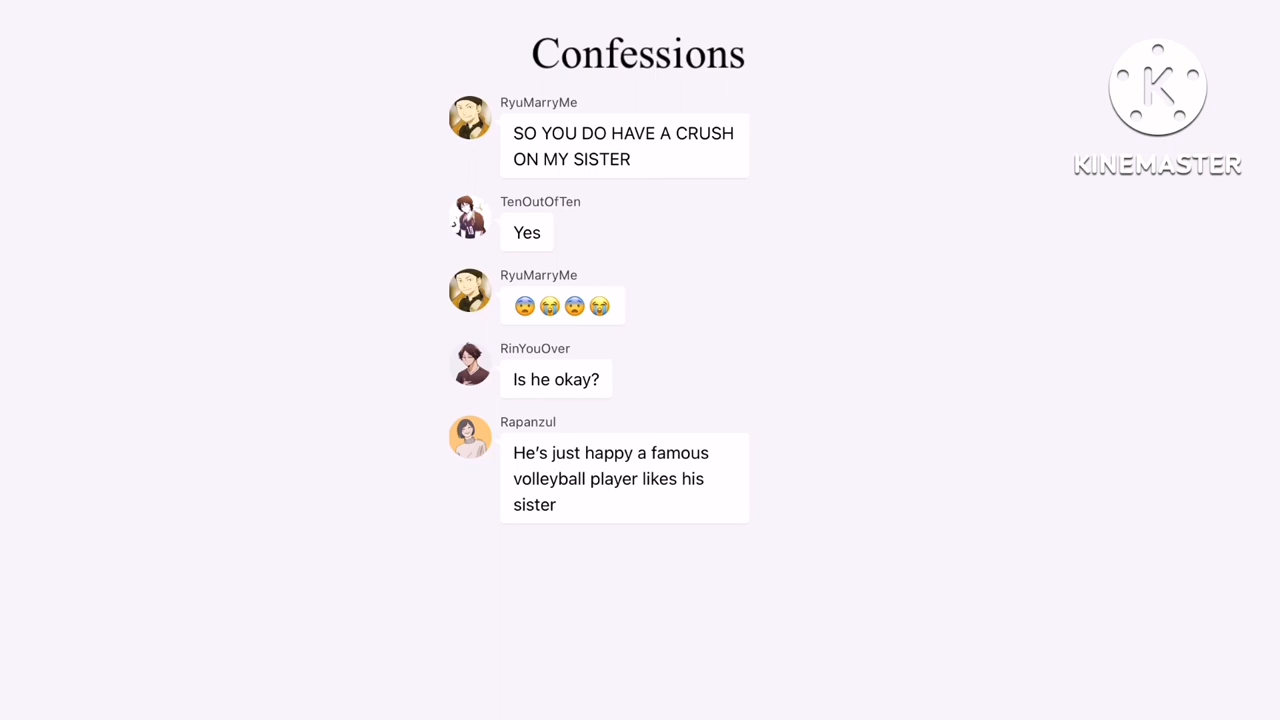 Confessions
RyuMarryMe
SO YOU DO HAVE A CRUSH
ON MY SISTER
TenOutOfTen
Yes
RyuMarryMe
😨😭😨😭
RinYouOver
Is he okay?
Rapanzul
He’s just happy a famous
volleyball player likes his
sister
K
KINEMASTER